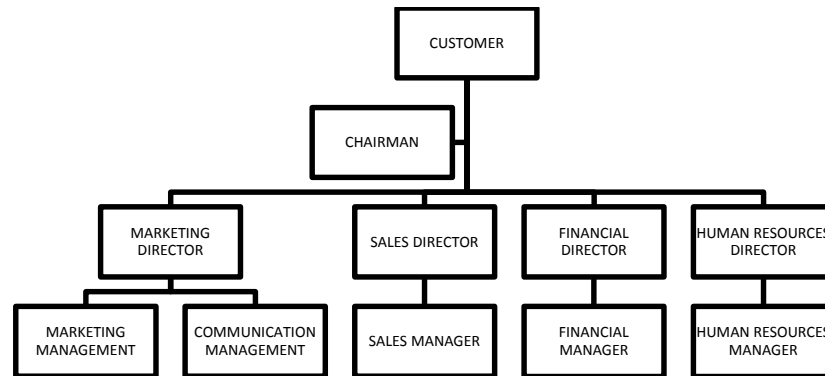 CUSTOMER
CHAIRMAN
MARKETING
DIRECTOR
SALES DIRECTOR
FINANCIAL
DIRECTOR
HUMAN RESOURCES
DIRECTOR
MARKETING
MANAGEMENT
COMMUNICATION
MANAGEMENT
SALES MANAGER
FINANCIAL
MANAGER
HUMAN RESOURCES
MANAGER